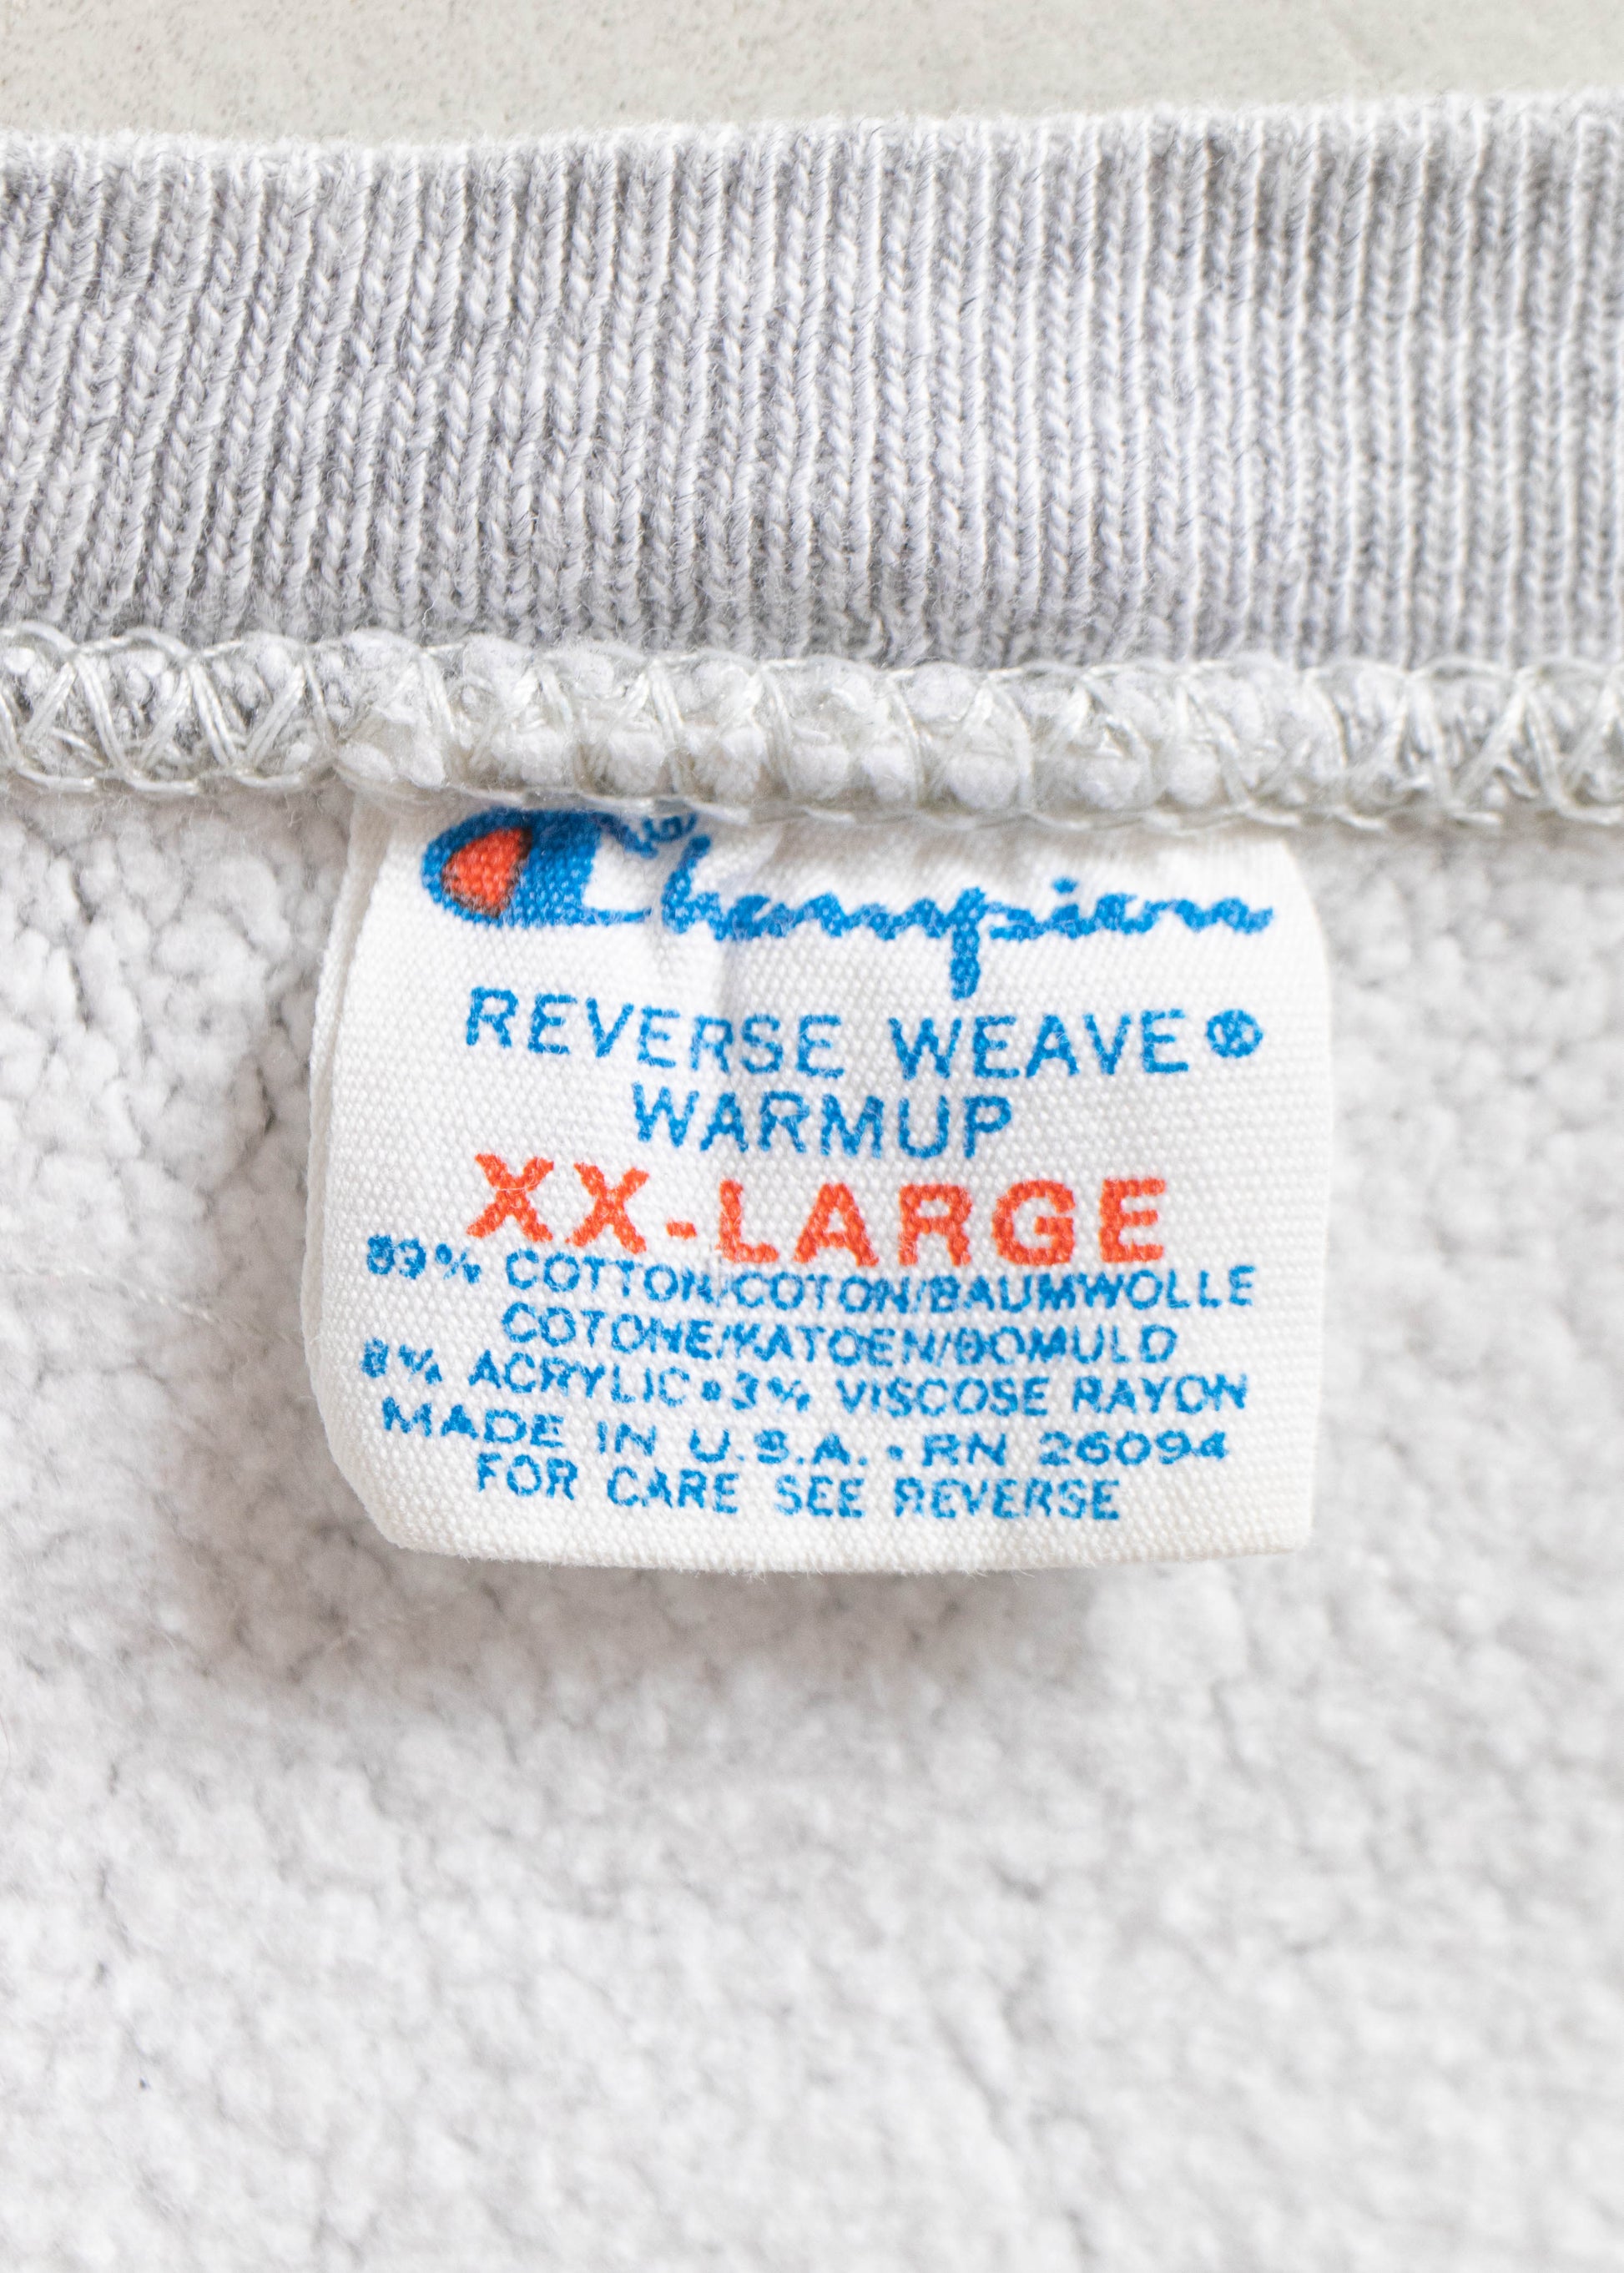 Champion
REVERSE WEAVE®
WARMUP
XX-LARGE
89% COTTON/COTON/BAUMWOLLE
COTONE/KATOEN/BOMULD
8% ACRYLIC•3% VISCOSE RAYON
MADE IN U.S.A. • RN 26094
FOR CARE SEE REVERSE